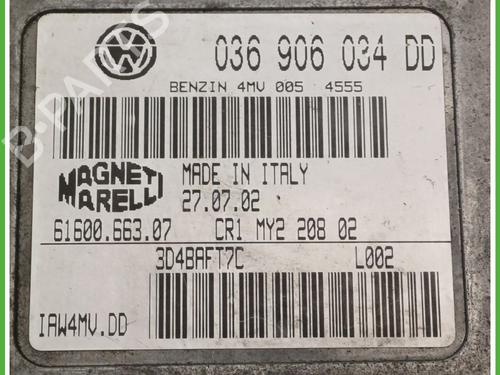 036 906 034 DD
BENZIN 4MV 005 4555
MAGNETI MARELLI
MADE IN ITALY
27.07.02
61600.663.07 CR1 MY2 208 02
3D4BAFT7C L002
IAW4MV.DD
B-PARTS